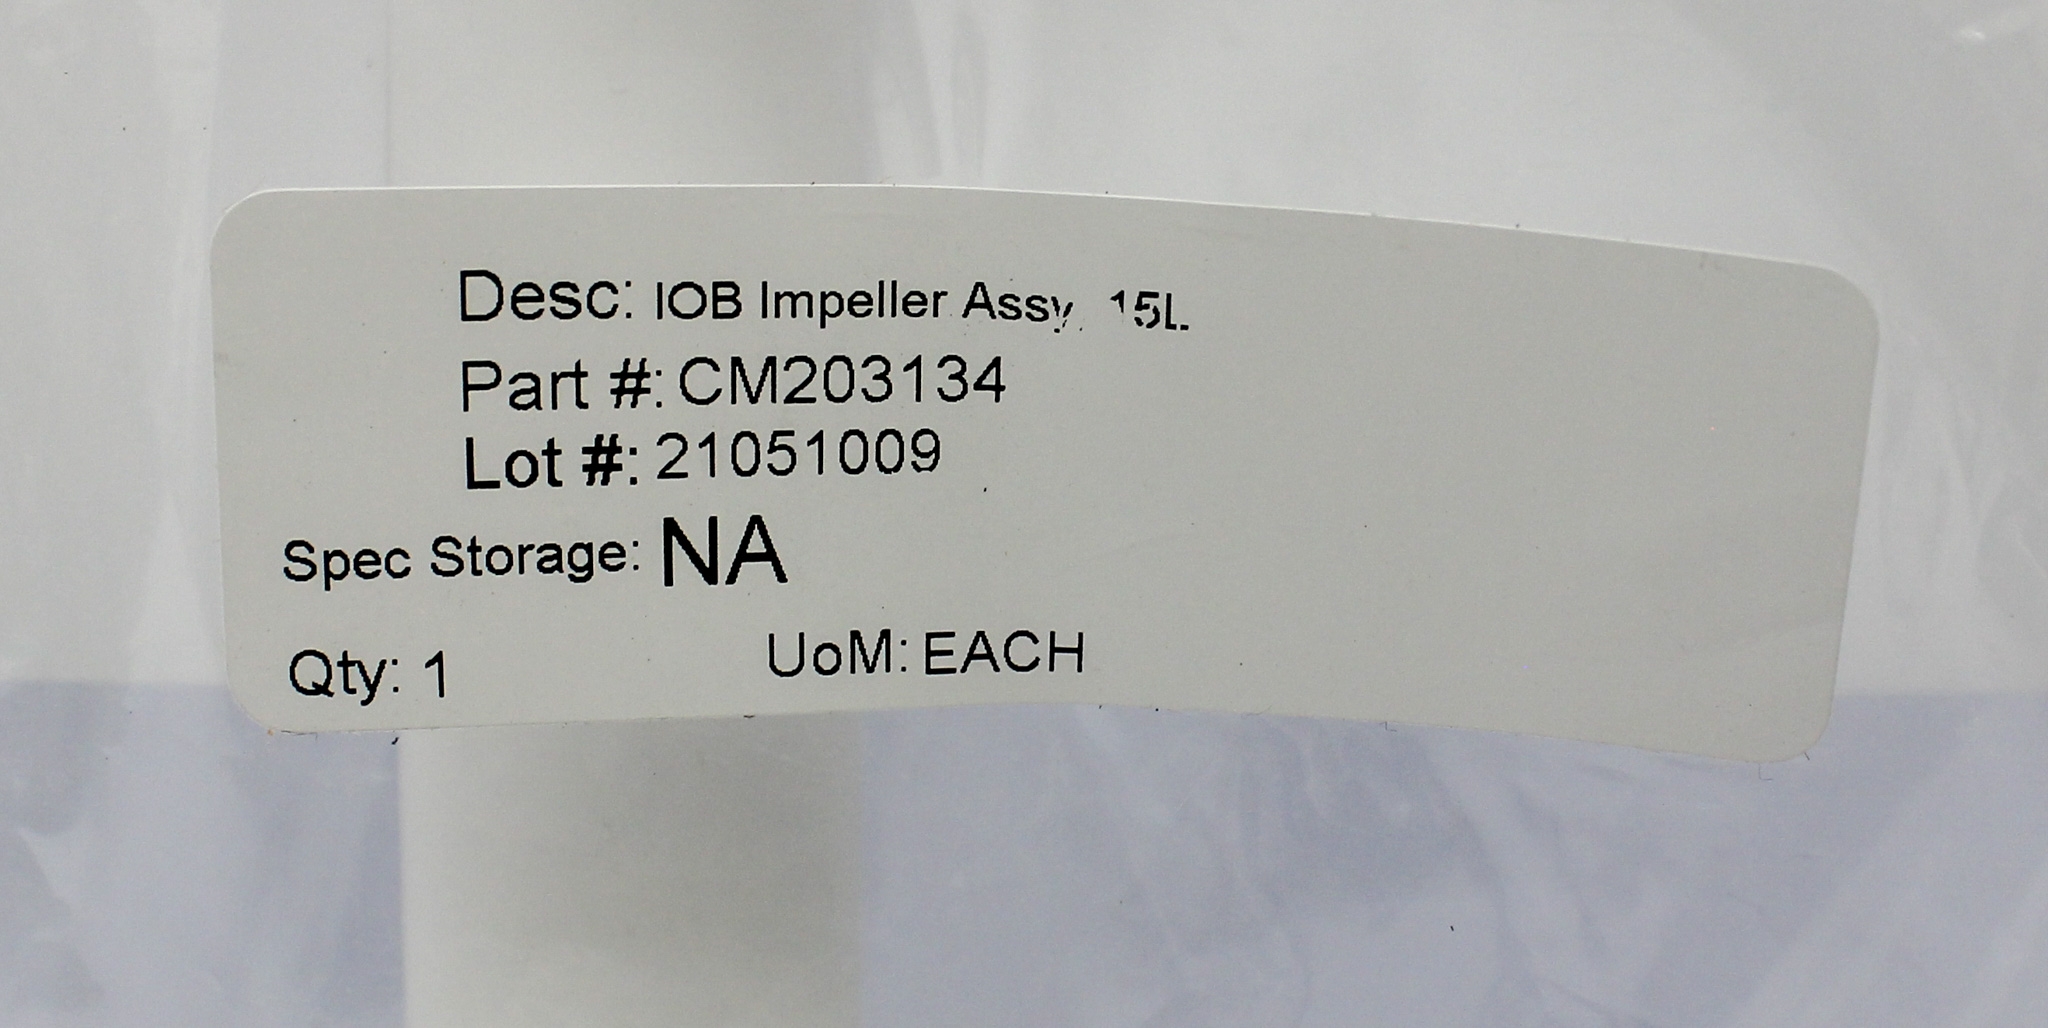 Desc: IOB Impeller Assy, 15L
Part #: CM203134
Lot #: 21051009
Spec Storage: NA
Qty: 1 UoM: EACH